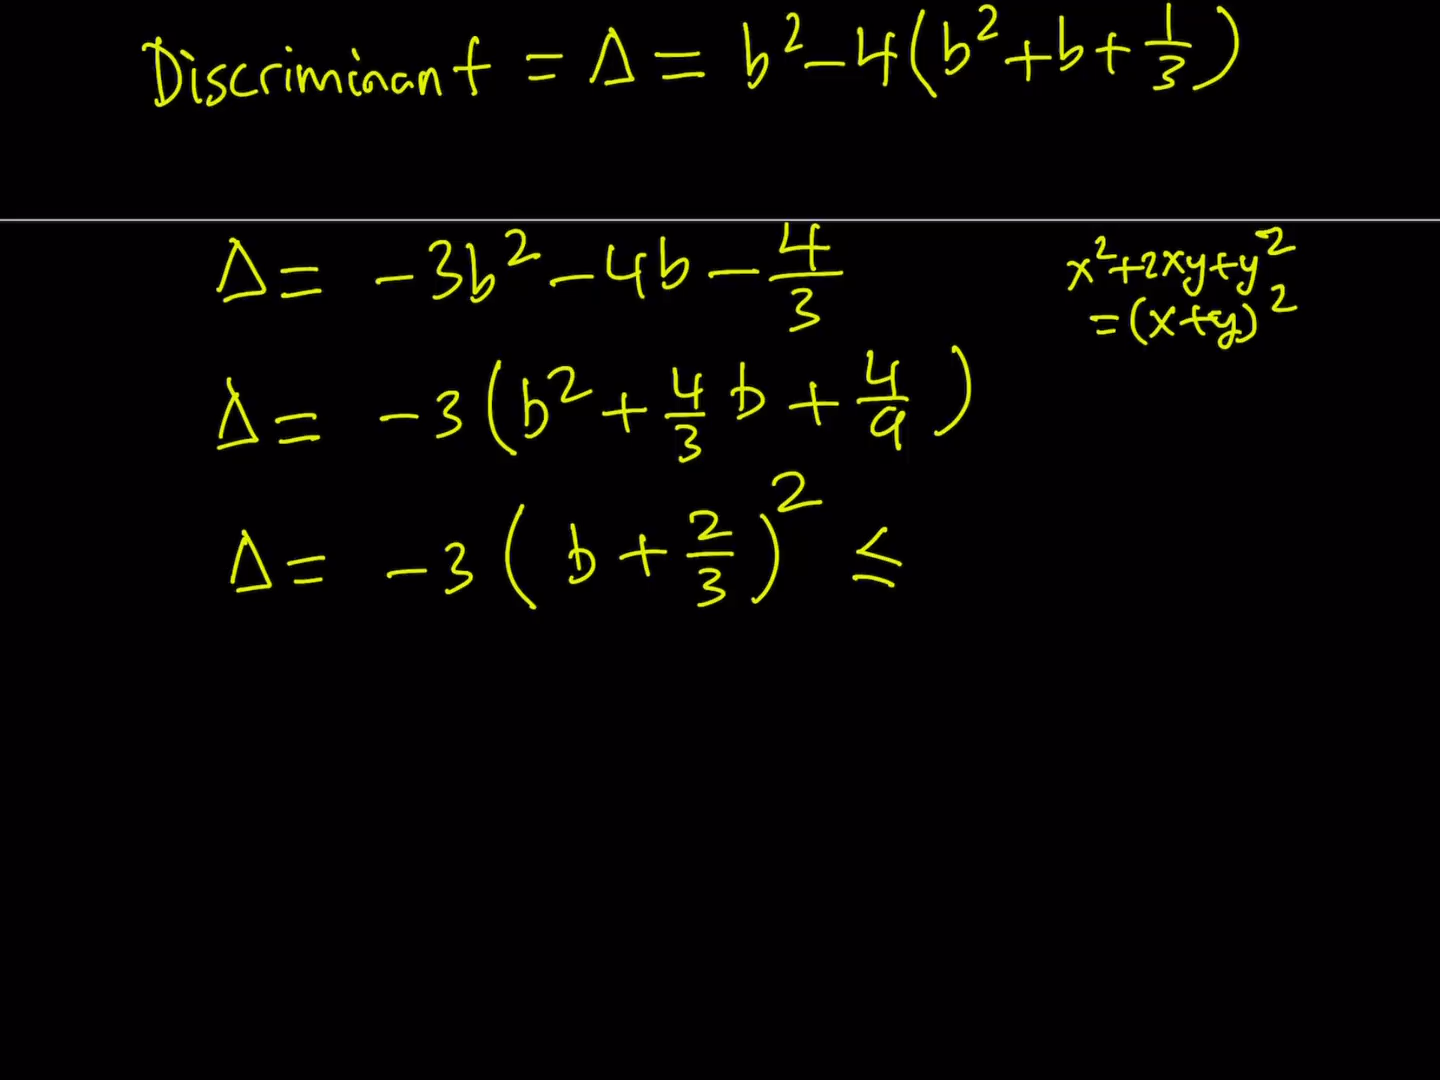 Discriminant = Δ = b² - 4(b² + b + 1/3)
Δ = -3b² - 4b - 4/3
x² + 2xy + y²
= (x+y)²
Δ = -3(b² + 4/3 b + 4/9)
Δ = -3(b + 2/3)² ≤